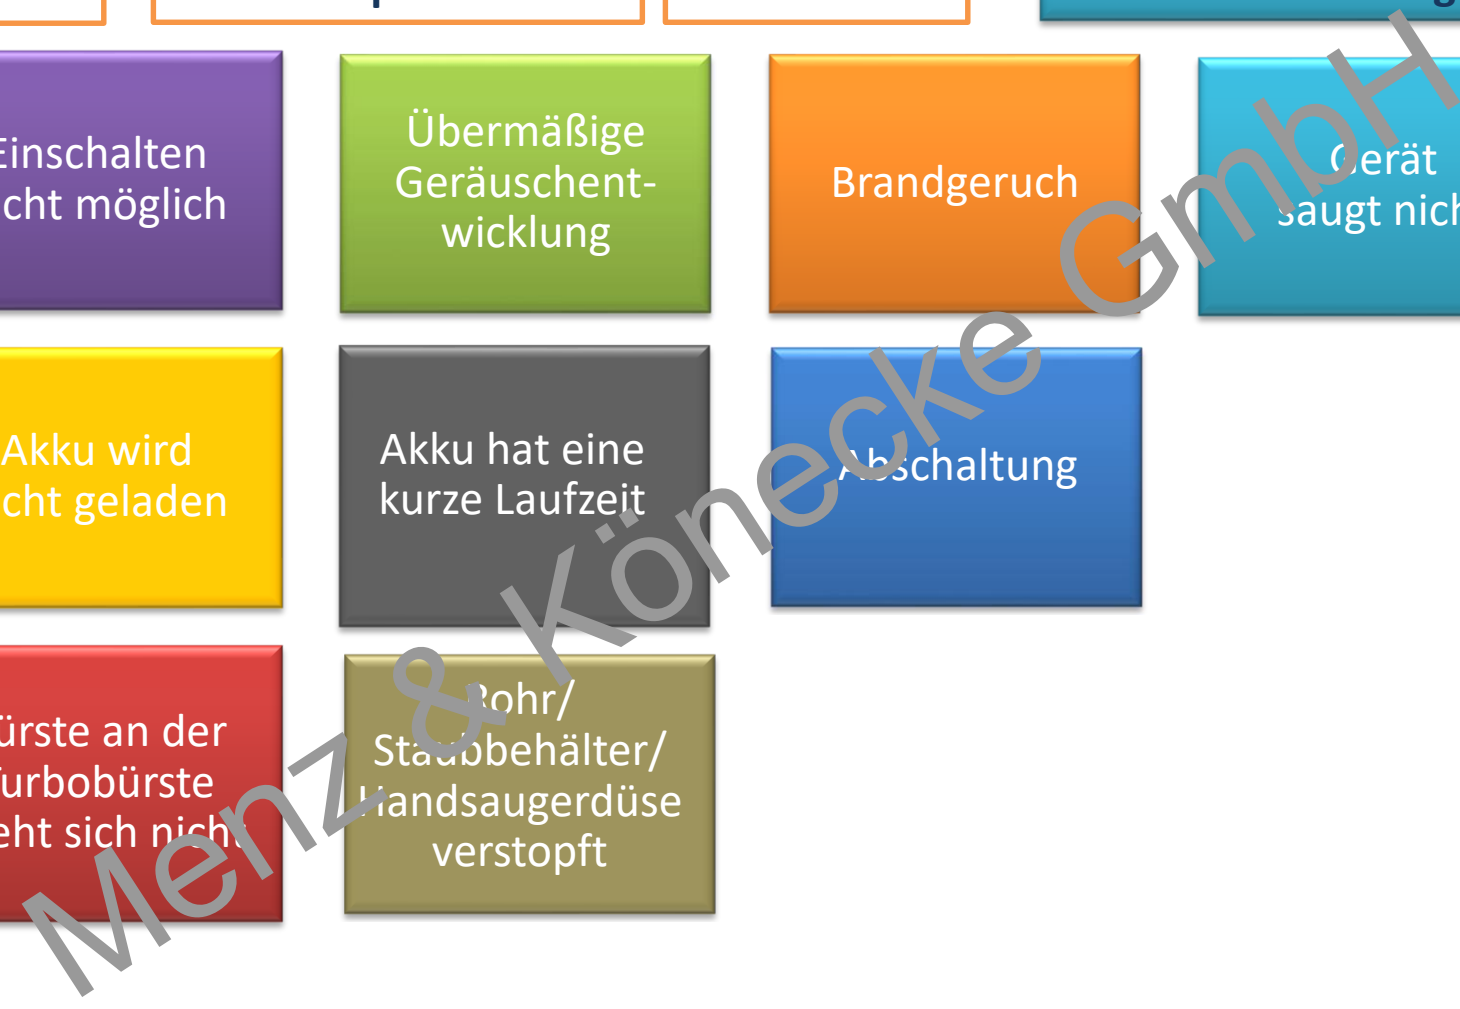 Einschalten
cht möglich
Übermäßige
Geräuschent-
wicklung
Brandgeruch
Gerät
saugt nich
Akku wird
cht geladen
Akku hat eine
kurze Laufzeit
Abschaltung
ürste an der
urbobürste
eht sich nicht
Rohr/
Staubbehälter/
Handsaugerdüse
verstopft
Menz & Könecke GmbH